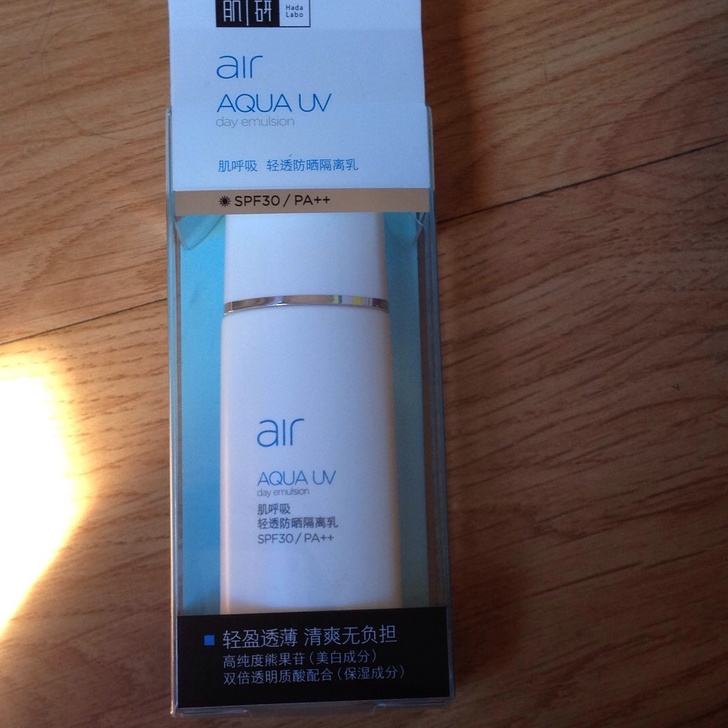 肌研 Hada
Labo
air
AQUA UV
day emulsion
肌呼吸 轻透防晒隔离乳
SPF30 / PA++
air
AQUA UV
day emulsion
肌呼吸
轻透防晒隔离乳
SPF30 / PA++
轻盈透薄 清爽无负担
高纯度熊果苷(美白成分)
双倍透明质酸配合(保湿成分)